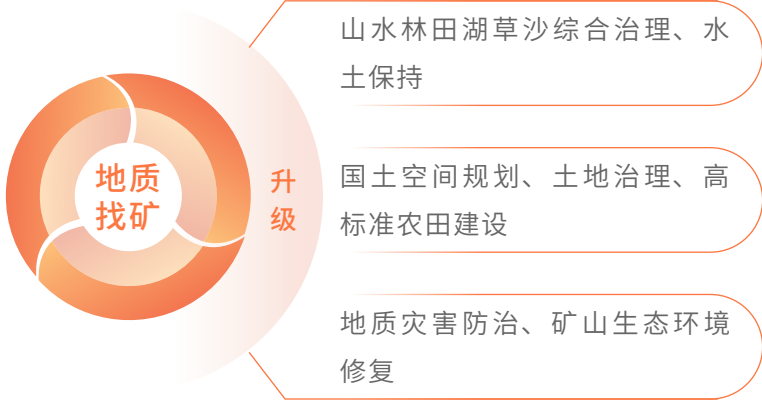 地质
找矿
升
级
山水林田湖草沙综合治理、水
土保持
国土空间规划、土地治理、高
标准农田建设
地质灾害防治、矿山生态环境
修复